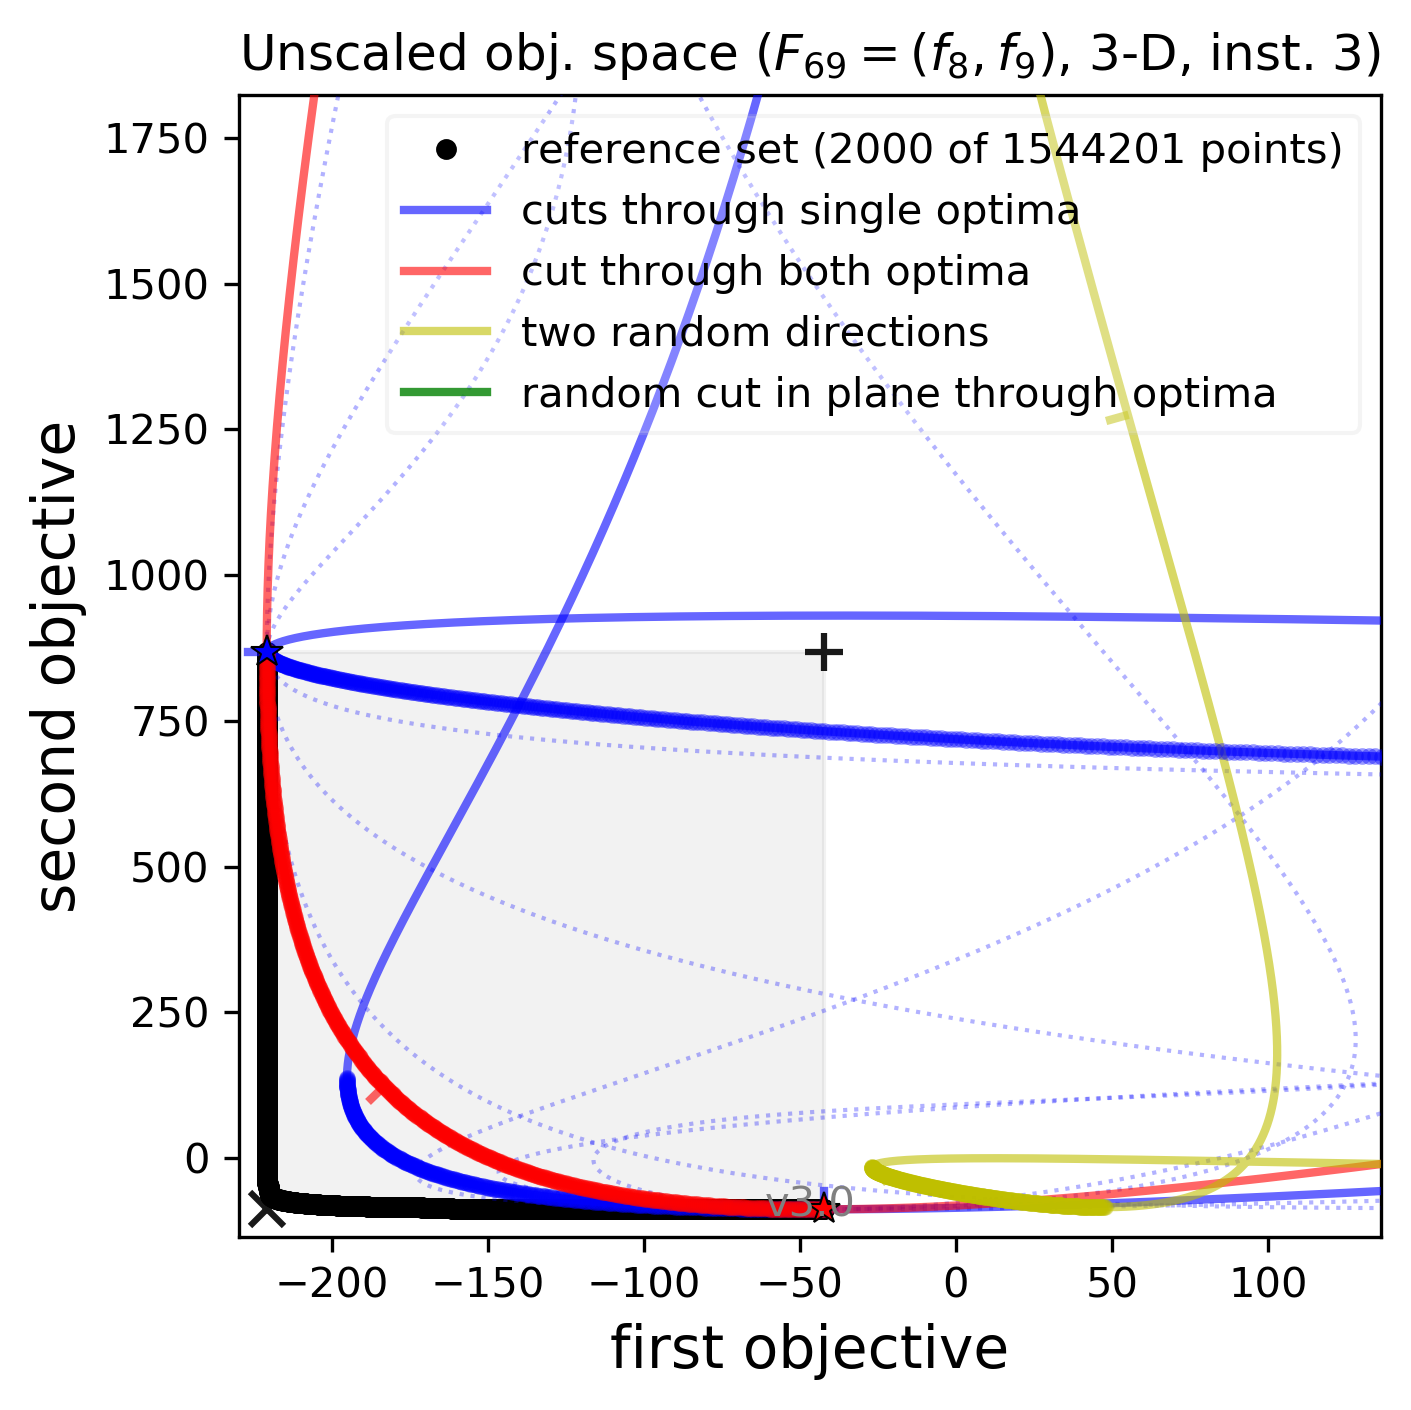 Unscaled obj. space (F69 = (f8, f9), 3-D, inst. 3)
reference set (2000 of 1544201 points)
cuts through single optima
cut through both optima
two random directions
random cut in plane through optima
second objective
1750
1500
1250
1000
750
500
250
0
v3.0
−200 −150 −100 −50 0 50 100
first objective